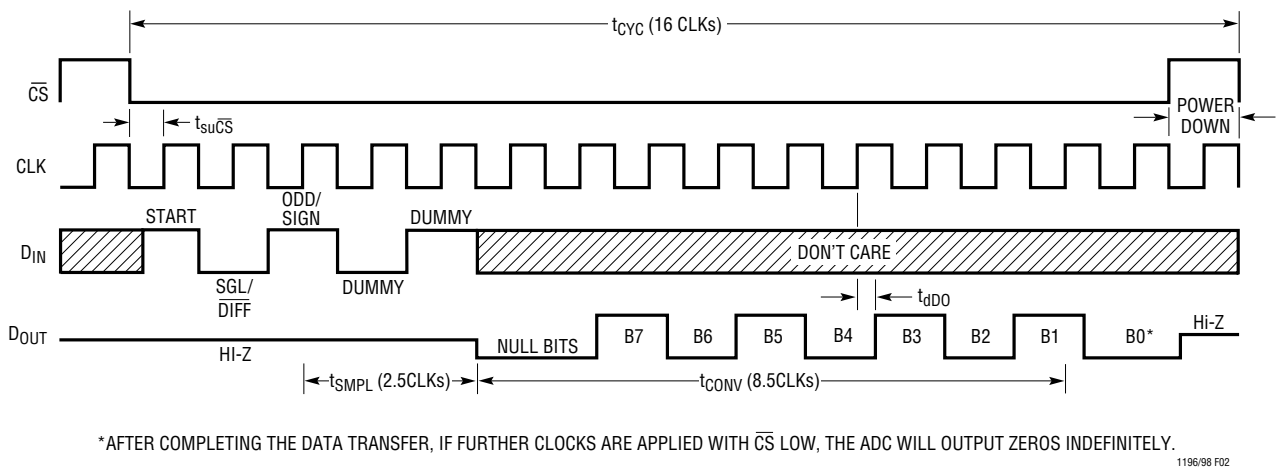 tCYC (16 CLKs)
CS
POWER
DOWN
tsuCS
CLK
ODD/
SIGN
START
DUMMY
DIN
DON'T CARE
SGL/
DIFF
DUMMY
tdDO
DOUT
HI-Z
NULL BITS
B7
B6
B5
B4
B3
B2
B1
B0*
Hi-Z
tSMPL (2.5CLKs)
tCONV (8.5CLKs)
*AFTER COMPLETING THE DATA TRANSFER, IF FURTHER CLOCKS ARE APPLIED WITH CS LOW, THE ADC WILL OUTPUT ZEROS INDEFINITELY.
1196/98 F02